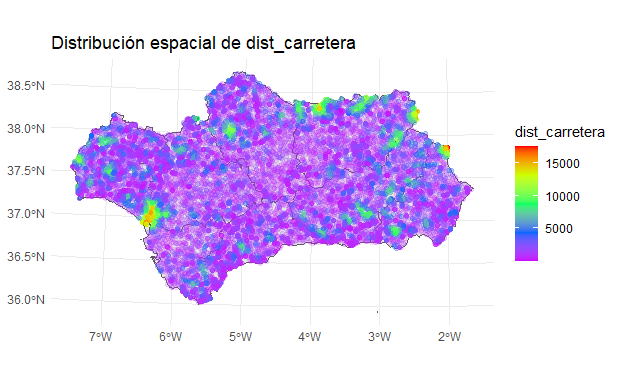 Distribución espacial de dist_carretera
38.5°N
38.0°N
37.5°N
37.0°N
36.5°N
36.0°N
7°W
6°W
5°W
4°W
3°W
2°W
dist_carretera
15000
10000
5000